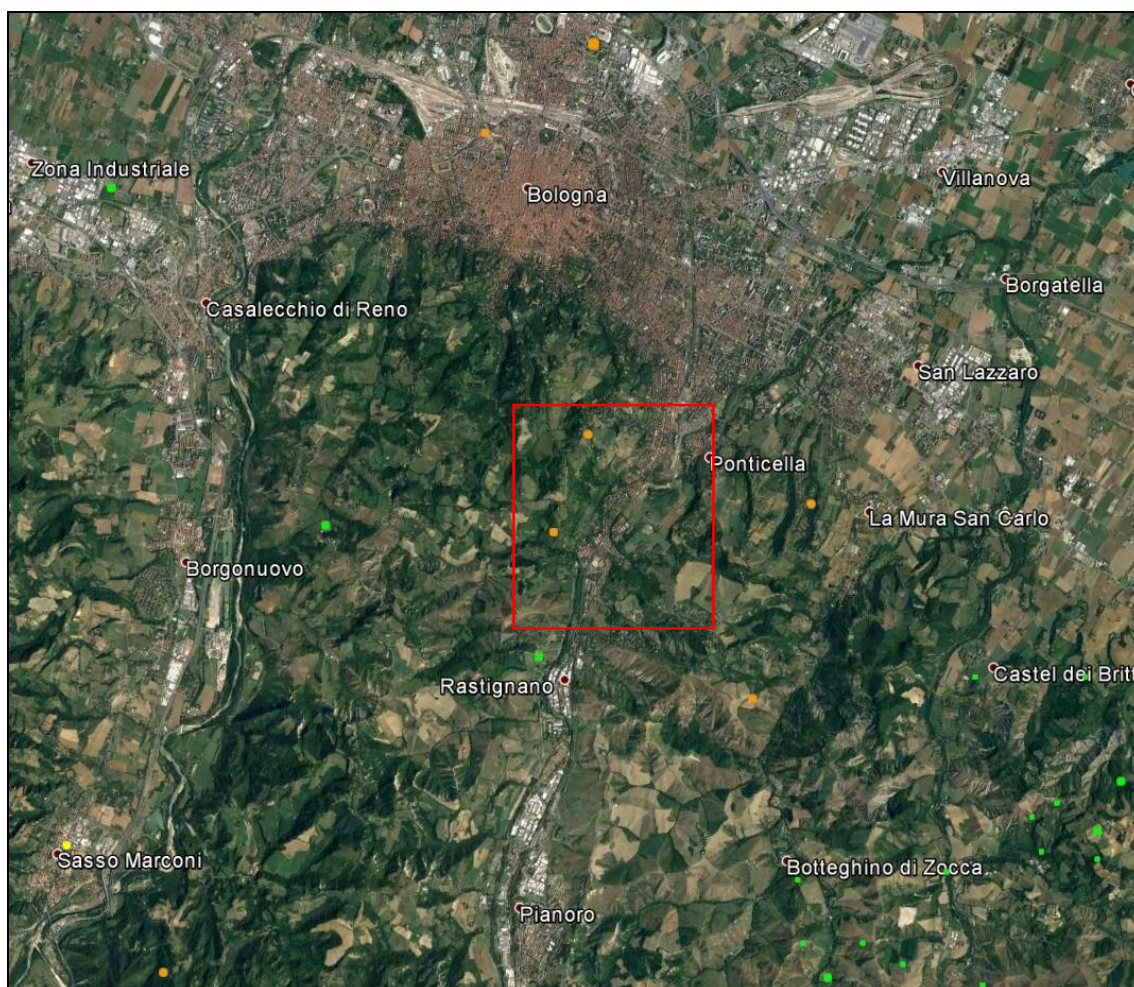 Zona Industriale
Bologna
Villanova
Borgatella
Casalecchio di Reno
San Lazzaro
Ponticella
La Mura San Carlo
Borgonuovo
Castel dei Britt
Rastignano
Sasso Marconi
Botteghino di Zocca
Pianoro